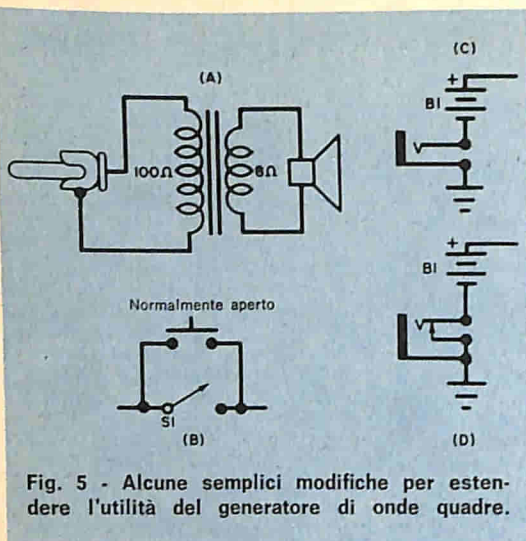 (A)
100Ω
8Ω
(C)
+
B1
Normalmente aperto
S1
(B)
+
B1
(D)
Fig. 5 - Alcune semplici modifiche per esten-
dere l'utilità del generatore di onde quadre.